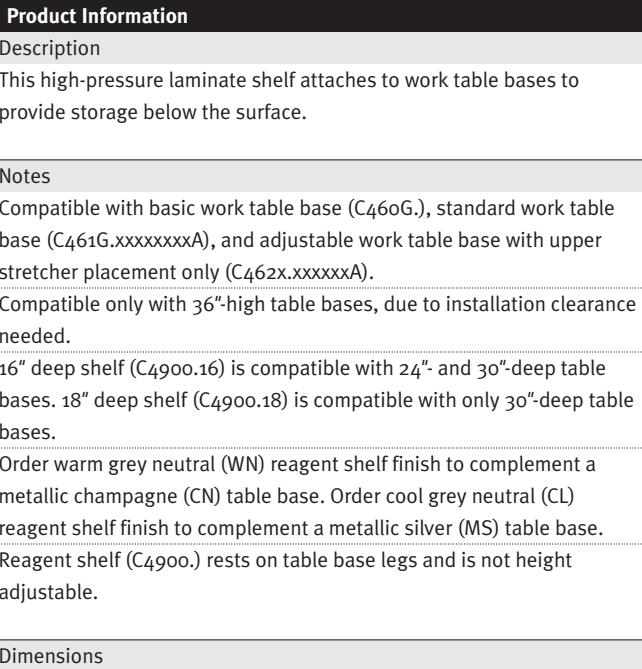 Product Information
Description
This high-pressure laminate shelf attaches to work table bases to
provide storage below the surface.
Notes
Compatible with basic work table base (C460G.), standard work table
base (C461G.xxxxxxxxA), and adjustable work table base with upper
stretcher placement only (C462x.xxxxxxA).
Compatible only with 36"-high table bases, due to installation clearance
needed.
16" deep shelf (C4900.16) is compatible with 24"- and 30"-deep table
bases. 18" deep shelf (C4900.18) is compatible with only 30"-deep table
bases.
Order warm grey neutral (WN) reagent shelf finish to complement a
metallic champagne (CN) table base. Order cool grey neutral (CL)
reagent shelf finish to complement a metallic silver (MS) table base.
Reagent shelf (C4900.) rests on table base legs and is not height
adjustable.
Dimensions